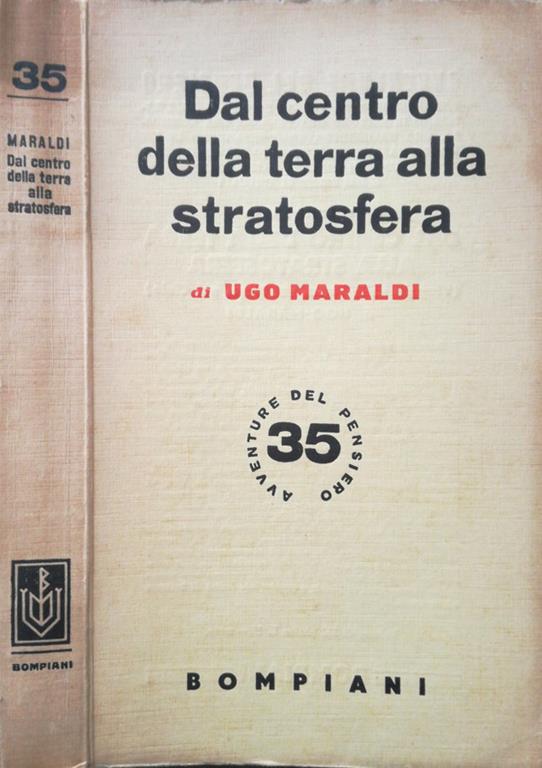 35
MARALDI
Dal centro
della terra
alla
stratosfera
BOMPIANI
Dal centro
della terra alla
stratosfera
di UGO MARALDI
AVVENTURE DEL PENSIERO
35
BOMPIANI